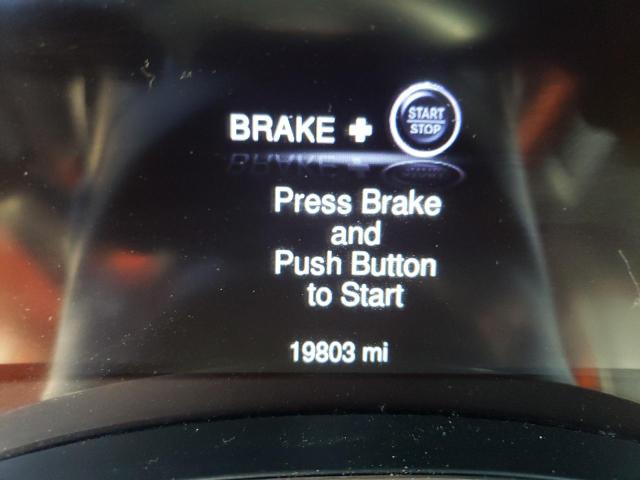 BRAKE + START STOP
Press Brake
and
Push Button
to Start
19803 mi